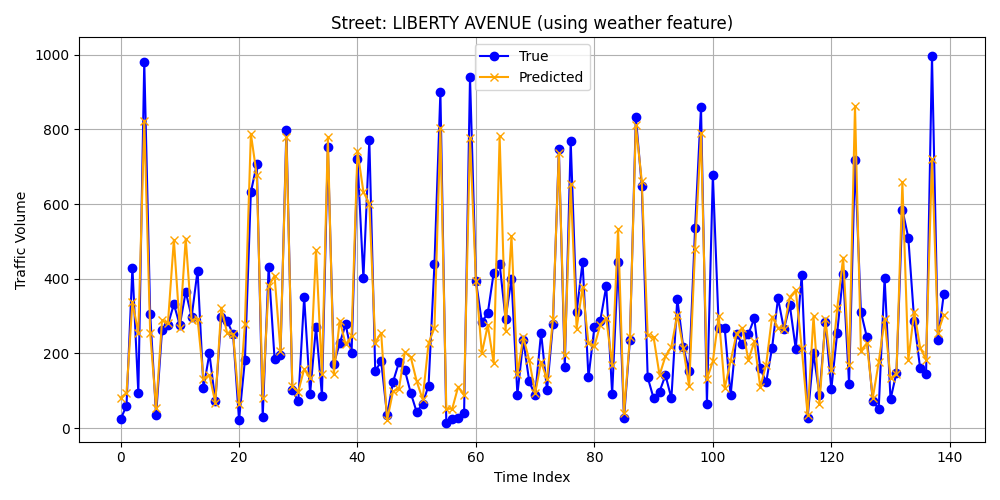 Street: LIBERTY AVENUE (using weather feature)
True
Predicted
Traffic Volume
1000
800
600
400
200
0
0 20 40 60 80 100 120 140
Time Index